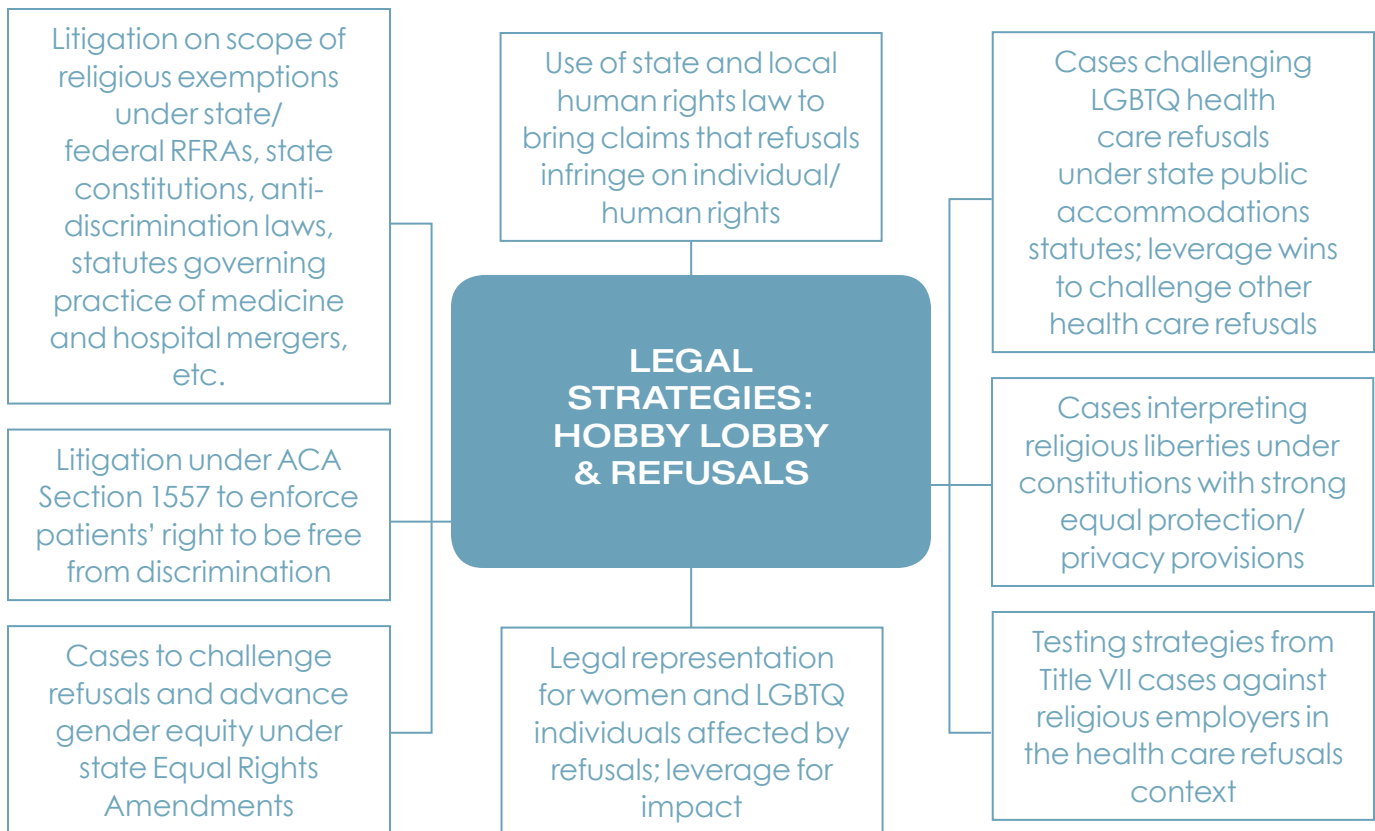 Litigation on scope of
religious exemptions
under state/
federal RFRAs, state
constitutions, anti-
discrimination laws,
statutes governing
practice of medicine
and hospital mergers,
etc.
Litigation under ACA
Section 1557 to enforce
patients’ right to be free
from discrimination
Cases to challenge
refusals and advance
gender equity under
state Equal Rights
Amendments
Use of state and local
human rights law to
bring claims that refusals
infringe on individual/
human rights
LEGAL
STRATEGIES:
HOBBY LOBBY
& REFUSALS
Legal representation
for women and LGBTQ
individuals affected by
refusals; leverage for
impact
Cases challenging
LGBTQ health
care refusals
under state public
accommodations
statutes; leverage wins
to challenge other
health care refusals
Cases interpreting
religious liberties under
constitutions with strong
equal protection/
privacy provisions
Testing strategies from
Title VII cases against
religious employers in
the health care refusals
context